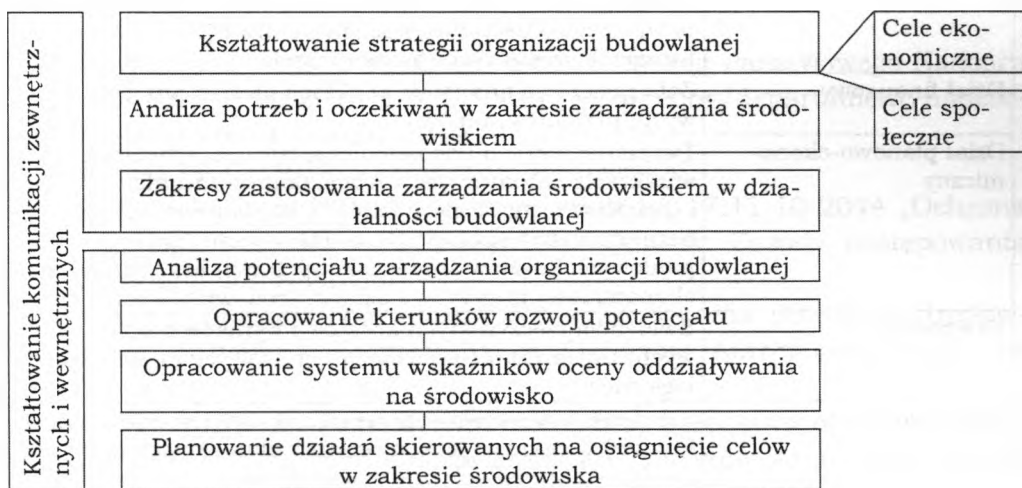 Kształtowanie komunikacji zewnętrz-
nych i wewnętrznych
Kształtowanie strategii organizacji budowlanej
Cele eko-
nomiczne
Analiza potrzeb i oczekiwań w zakresie zarządzania środo-
wiskiem
Cele spo-
łeczne
Zakresy zastosowania zarządzania środowiskiem w dzia-
łalności budowlanej
Analiza potencjału zarządzania organizacji budowlanej
Opracowanie kierunków rozwoju potencjału
Opracowanie systemu wskaźników oceny oddziaływania
na środowisko
Planowanie działań skierowanych na osiągnięcie celów
w zakresie środowiska